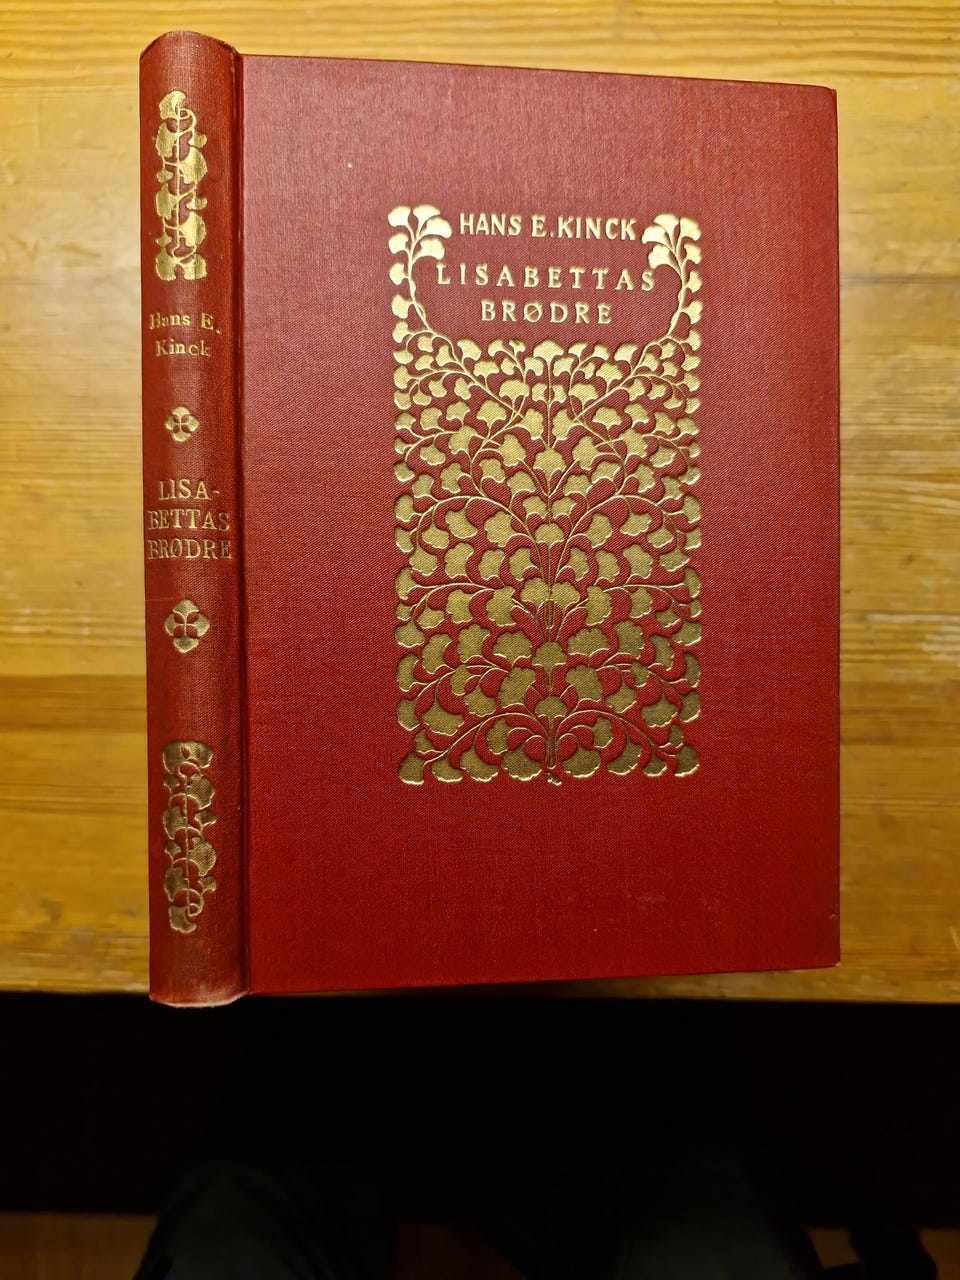 Hans E.
Kinck
LISA-
BETTAS
BRØDRE
HANS E. KINCK
LISABETTAS
BRØDRE